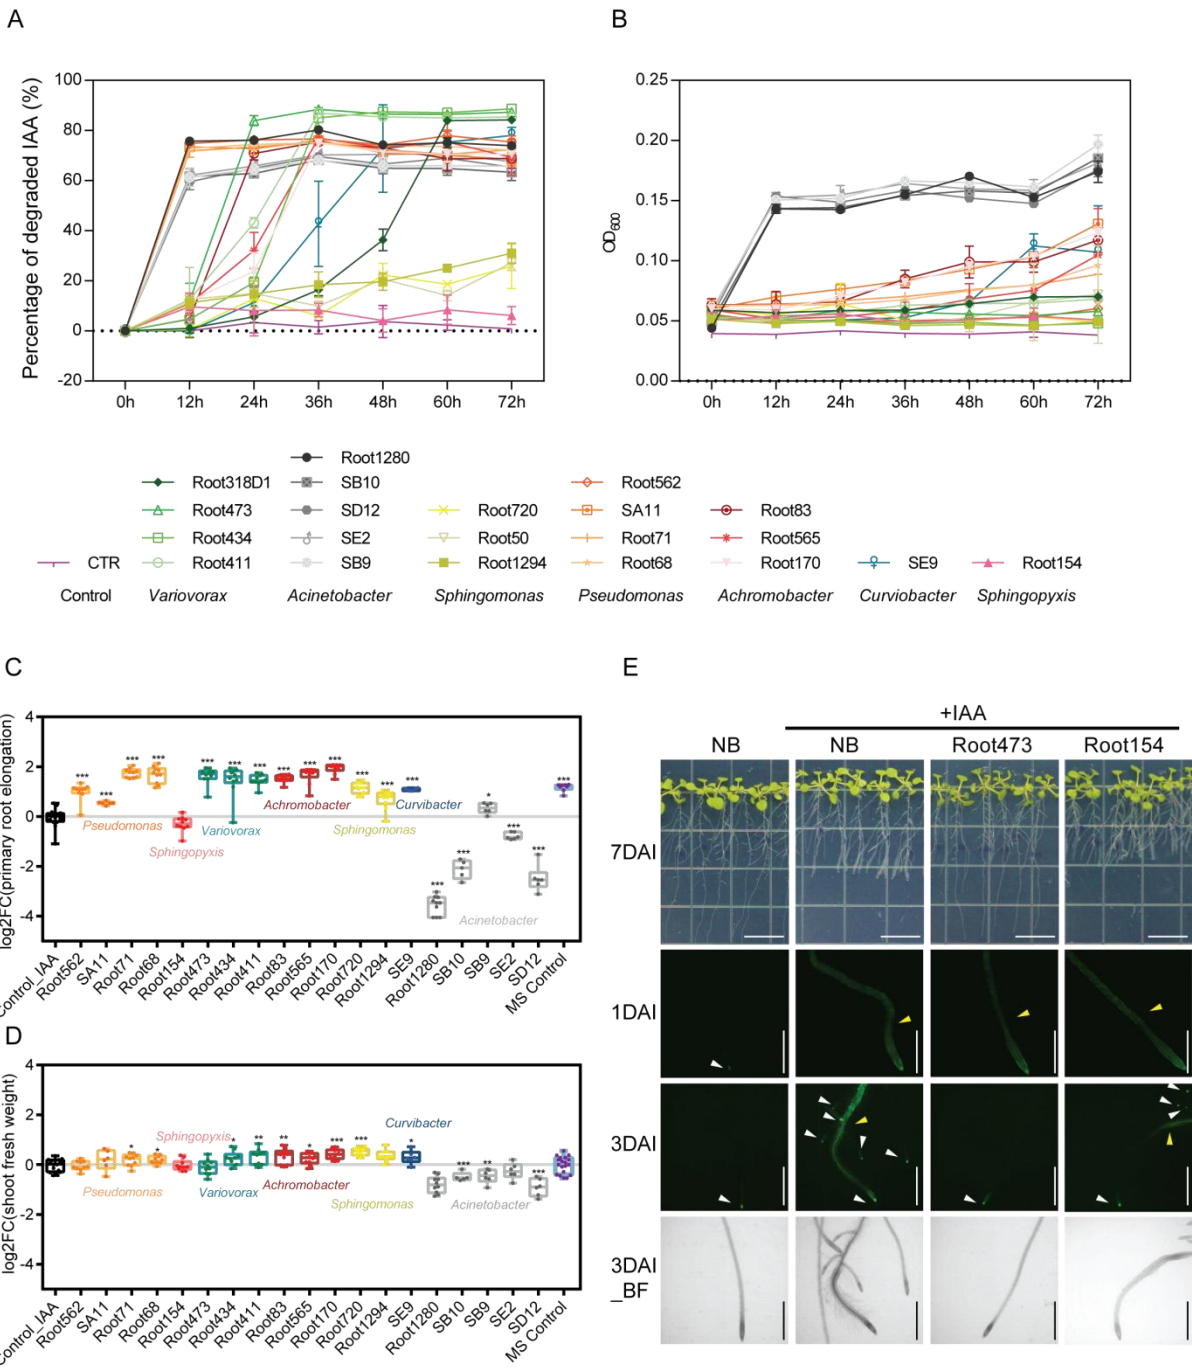 A
B
Percentage of degraded IAA (%)
100
80
60
40
20
0
-20
0h 12h 24h 36h 48h 60h 72h
OD600
0.25
0.20
0.15
0.10
0.05
0.00
0h 12h 24h 36h 48h 60h 72h
Root1280
Root318D1 SB10 Root562
Root473 SD12 Root720 SA11 Root83
Root434 SE2 Root50 Root71 Root565
CTR Root411 SB9 Root1294 Root68 Root170 SE9 Root154
Control Variovorax Acinetobacter Sphingomonas Pseudomonas Achromobacter Curviobacter Sphingopyxis
C
log2FC(primary root elongation)
4
2
0
-2
-4
*** *** *** *** *** *** *** *** *** *** *** *** *** *** *** * *** *** ***
Pseudomonas
Sphingopyxis
Variovorax
Achromobacter
Sphingomonas
Curvibacter
Acinetobacter
Control_IAA Root562 SA11 Root71 Root68 Root154 Root473 Root434 Root411 Root83 Root565 Root170 Root720 Root1294 SE9 Root1280 SB10 SB9 SE2 SD12 MS Control
D
log2FC(shoot fresh weight)
4
2
0
-2
-4
* * * ** ** * *** *** * *** ** ***
Pseudomonas
Sphingopyxis
Variovorax
Achromobacter
Sphingomonas
Curvibacter
Acinetobacter
Control_IAA Root562 SA11 Root71 Root68 Root154 Root473 Root434 Root411 Root83 Root565 Root170 Root720 Root1294 SE9 Root1280 SB10 SB9 SE2 SD12 MS Control
E
+IAA
NB NB Root473 Root154
7DAI
1DAI
3DAI
3DAI
_BF